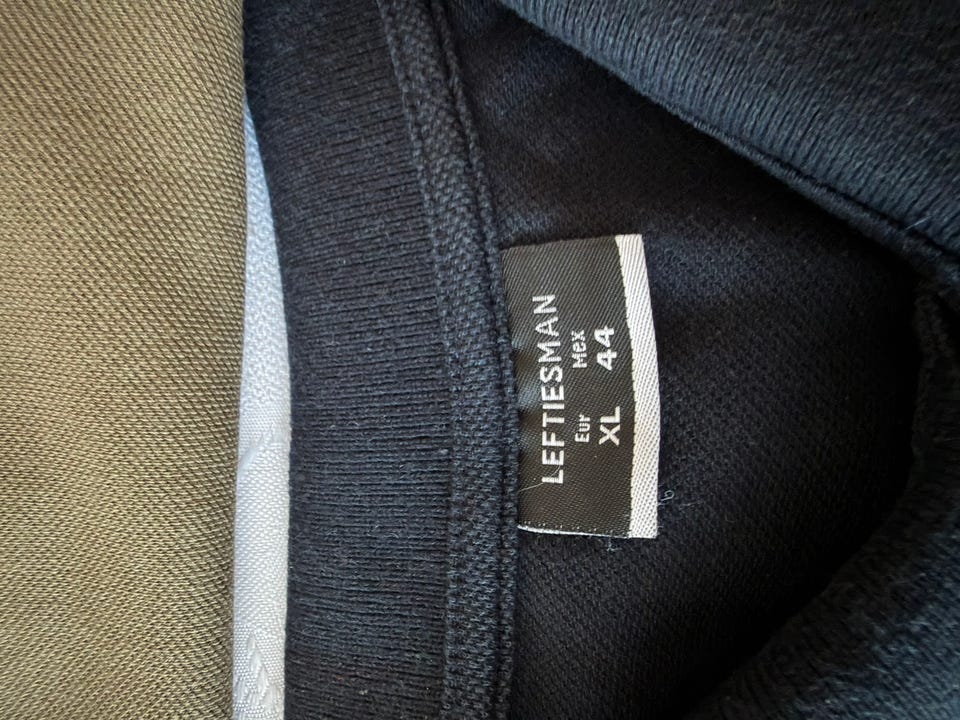 LEFTIESMAN
Eur Mex
XL 44